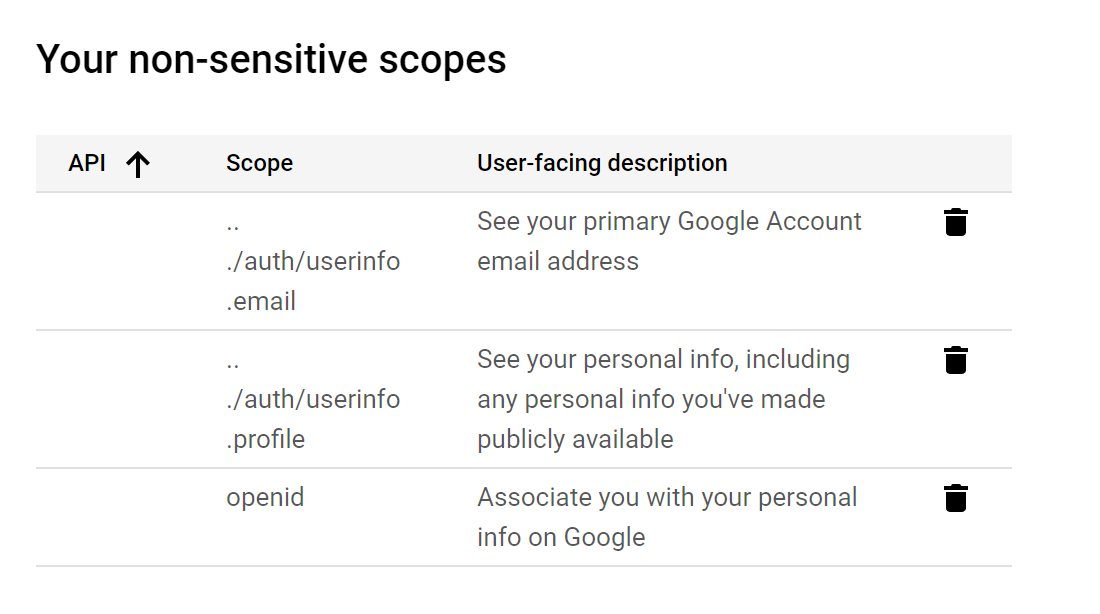 Your non-sensitive scopes
API Scope User-facing description
.. See your primary Google Account
./auth/userinfo email address
.email
.. See your personal info, including
./auth/userinfo any personal info you've made
.profile publicly available
openid Associate you with your personal
info on Google